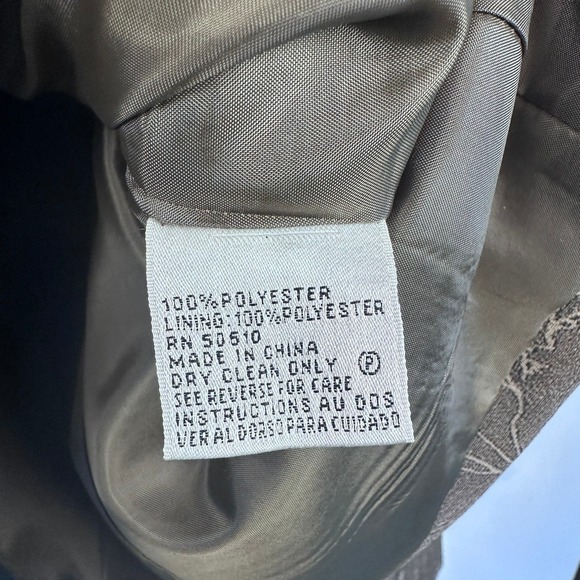 100%POLYESTER
LINING:100%POLYESTER
RN 50610
MADE IN CHINA
DRY CLEAN ONLY Ⓟ
SEE REVERSE FOR CARE
INSTRUCTIONS AU DOS
VER AL DORSO PARA CUIDADO